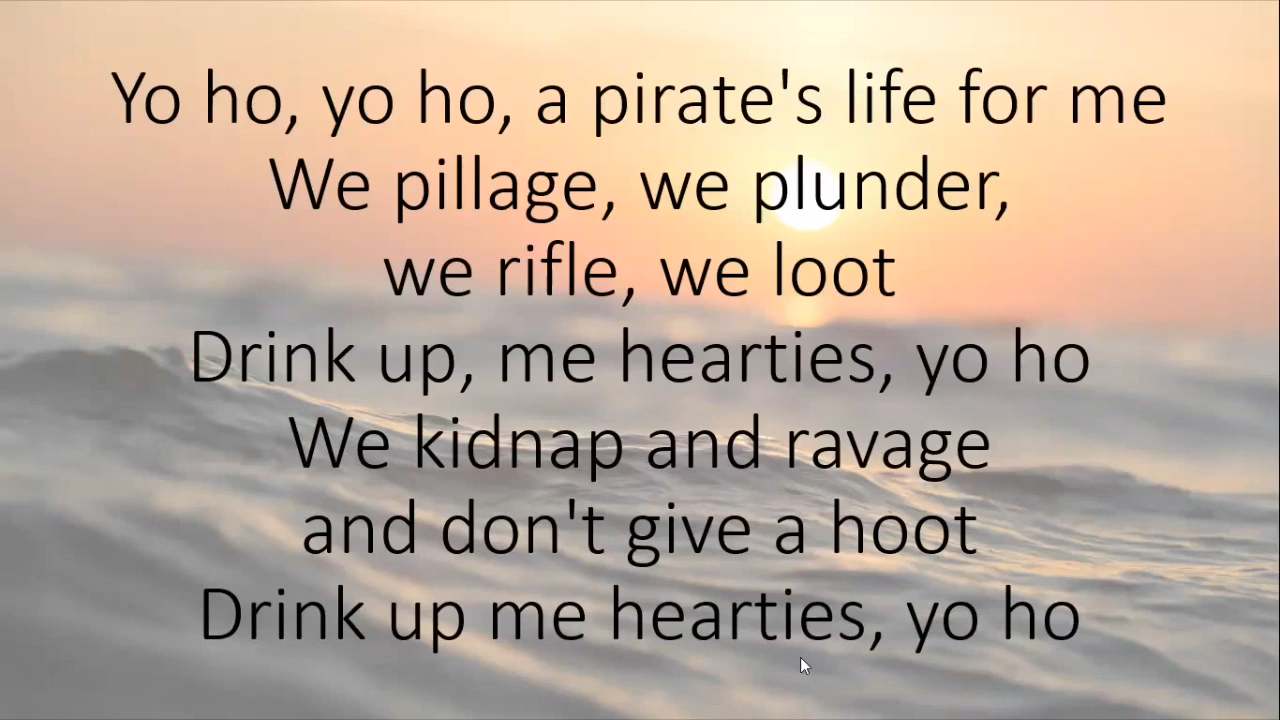 Yo ho, yo ho, a pirate's life for me
We pillage, we plunder,
we rifle, we loot
Drink up, me hearties, yo ho
We kidnap and ravage
and don't give a hoot
Drink up me hearties, yo ho